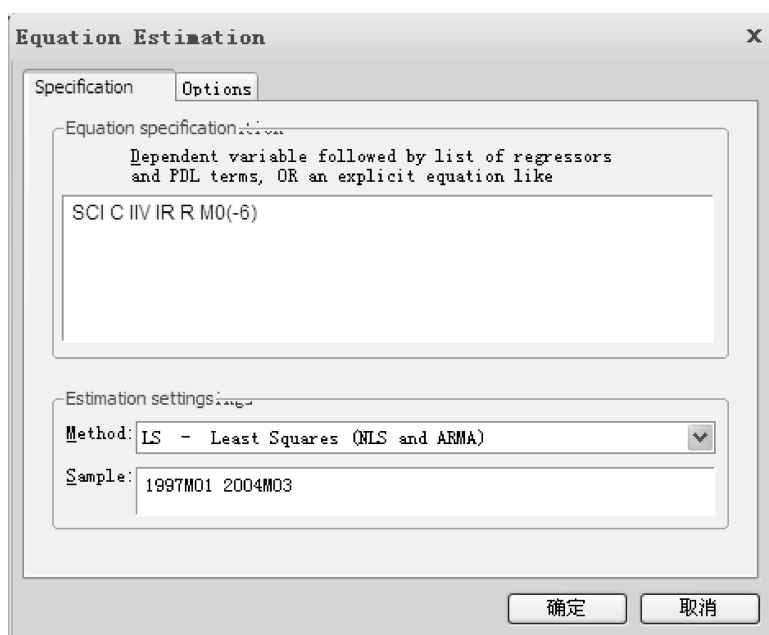 Equation Estimation
Specification
Options
Equation specification
Dependent variable followed by list of regressors
and PDL terms, OR an explicit equation like
SCI C IIV IR R M0(-6)
Estimation settings
Method:
LS - Least Squares (NLS and ARMA)
Sample:
1997M01 2004M03
确定
取消